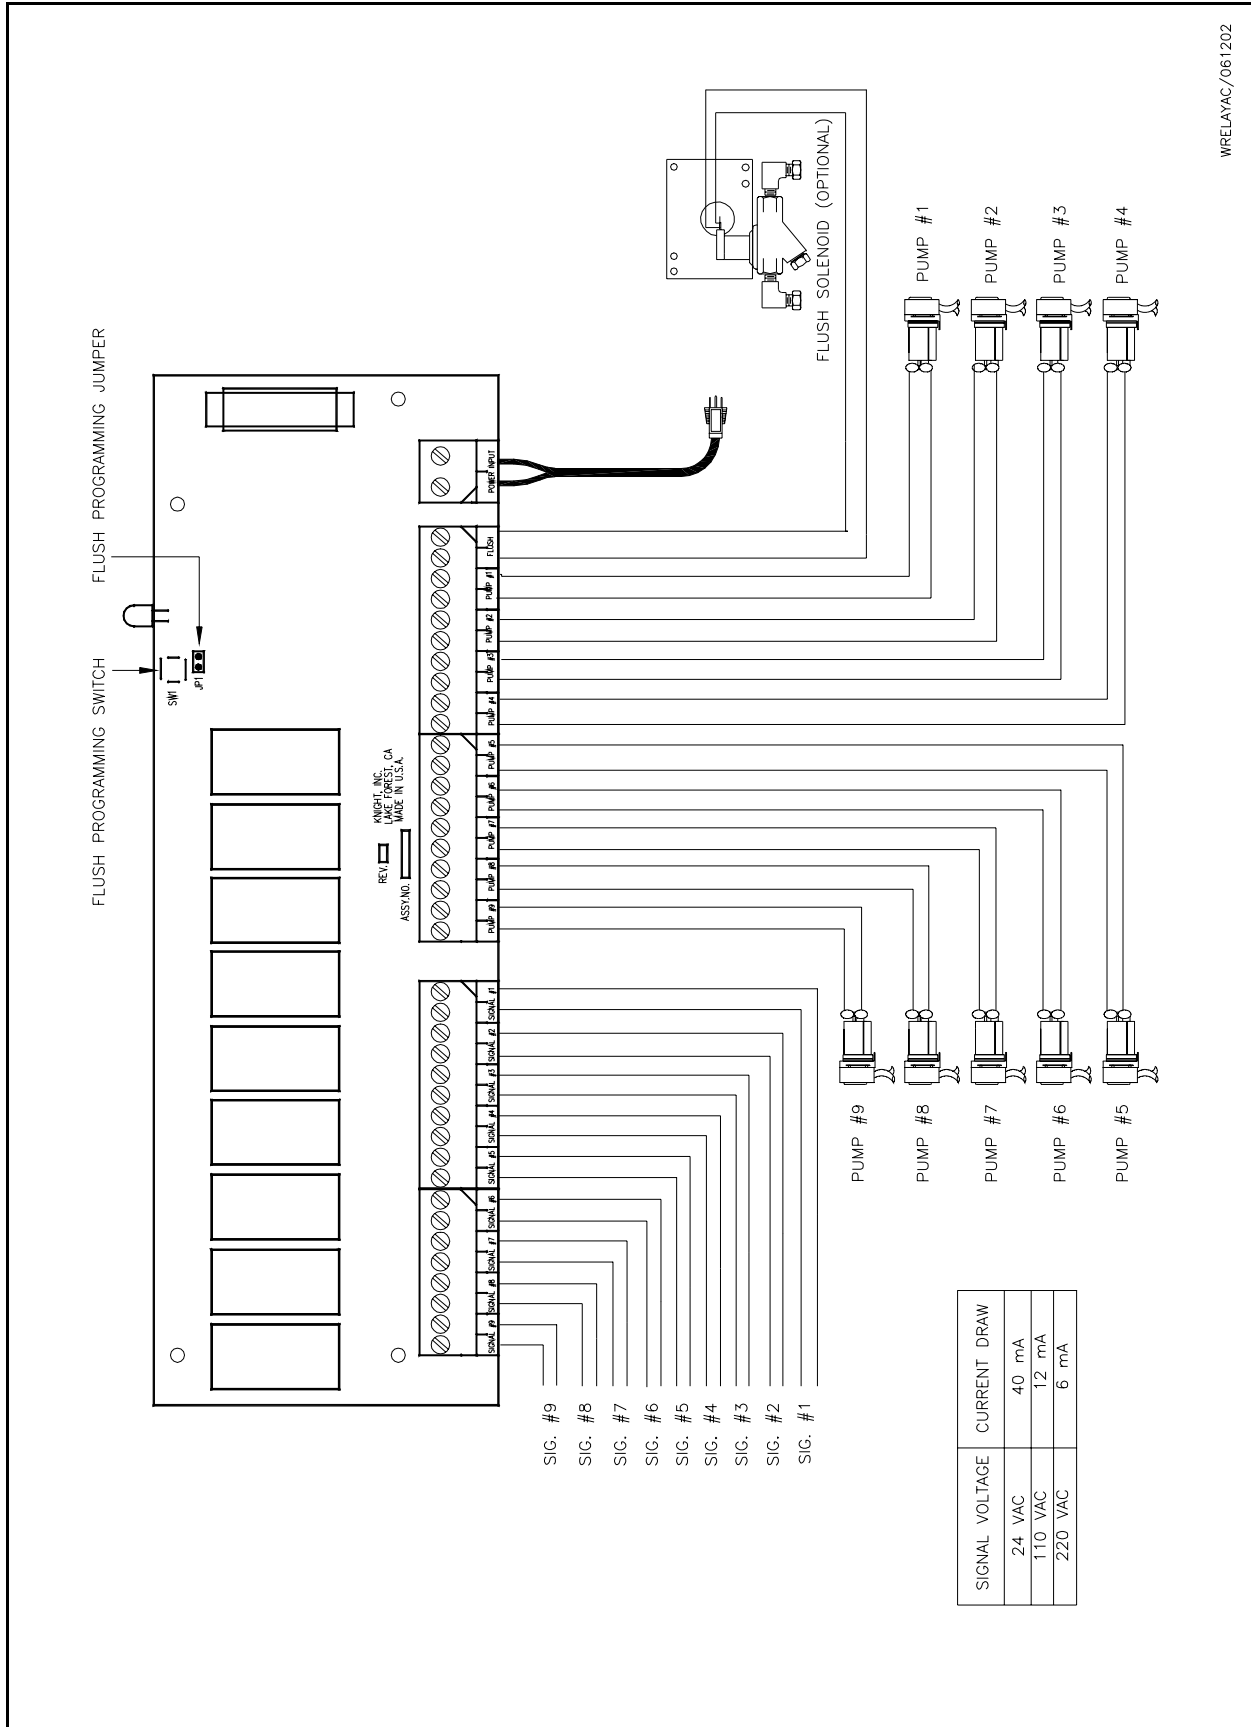 FLUSH PROGRAMMING SWITCH
FLUSH PROGRAMMING JUMPER
SW1
JP1
REV.
KNIGHT, INC.
LAKE FOREST, CA
MADE IN U.S.A.
ASSY.NO.
SIGNAL #9
SIGNAL #8
SIGNAL #7
SIGNAL #6
SIGNAL #5
SIGNAL #4
SIGNAL #3
SIGNAL #2
SIGNAL #1
PUMP #9
PUMP #8
PUMP #7
PUMP #6
PUMP #5
PUMP #4
PUMP #3
PUMP #2
PUMP #1
FLUSH
POWER INPUT
SIG. #9
SIG. #8
SIG. #7
SIG. #6
SIG. #5
SIG. #4
SIG. #3
SIG. #2
SIG. #1
FLUSH SOLENOID (OPTIONAL)
PUMP #9
PUMP #8
PUMP #7
PUMP #6
PUMP #5
PUMP #1
PUMP #2
PUMP #3
PUMP #4
SIGNAL VOLTAGE CURRENT DRAW
24 VAC 40 mA
110 VAC 12 mA
220 VAC 6 mA
WRELAYAC/061202